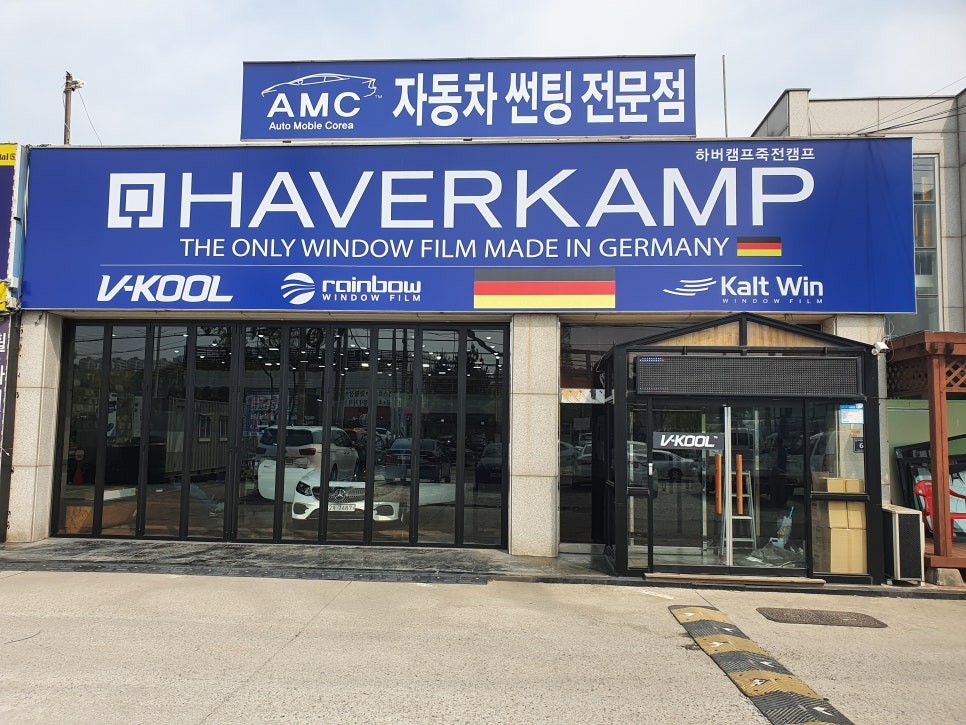 AMC™
Auto Moble Corea
자동차 썬팅 전문점
하버캠프죽전캠프
HAVERKAMP
THE ONLY WINDOW FILM MADE IN GERMANY
V-KOOL
rainbow
WINDOW FILM
Kalt Win
WINDOW FILM
V-KOOL